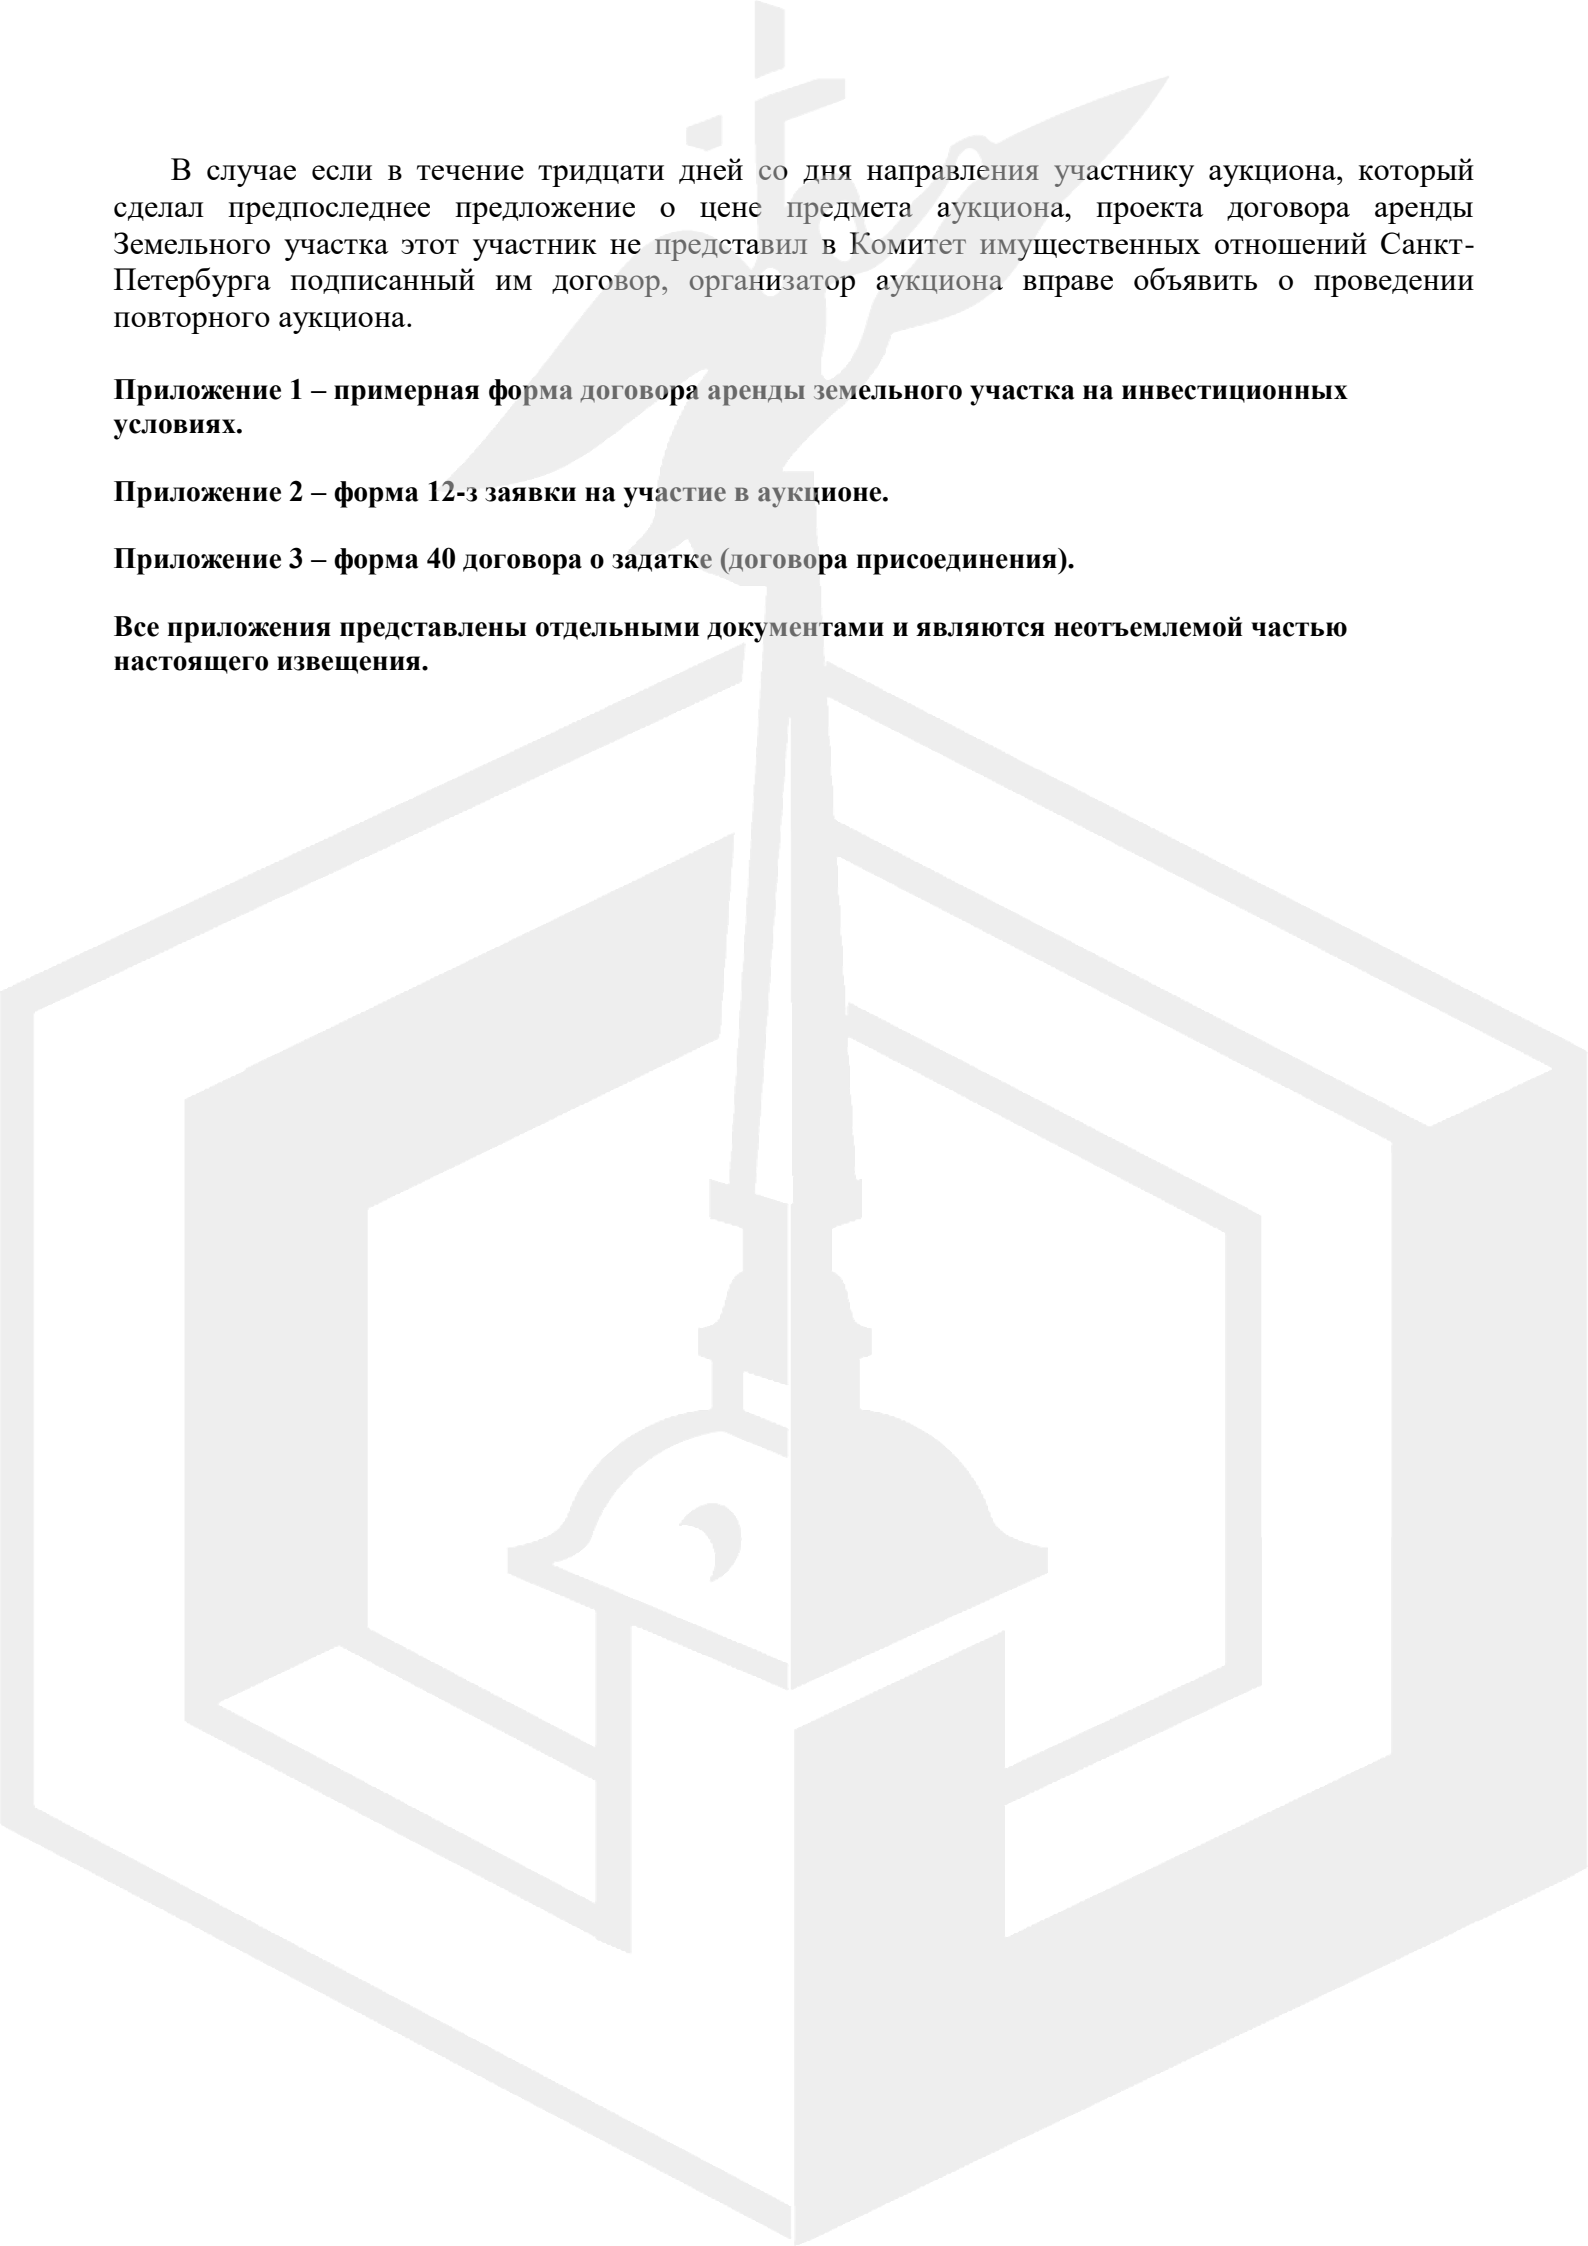 В случае если в течение тридцати дней со дня направления участнику аукциона, который
сделал предпоследнее предложение о цене предмета аукциона, проекта договора аренды
Земельного участка этот участник не представил в Комитет имущественных отношений Санкт-
Петербурга подписанный им договор, организатор аукциона вправе объявить о проведении
повторного аукциона.
Приложение 1 – примерная форма договора аренды земельного участка на инвестиционных
условиях.
Приложение 2 – форма 12-з заявки на участие в аукционе.
Приложение 3 – форма 40 договора о задатке (договора присоединения).
Все приложения представлены отдельными документами и являются неотъемлемой частью
настоящего извещения.